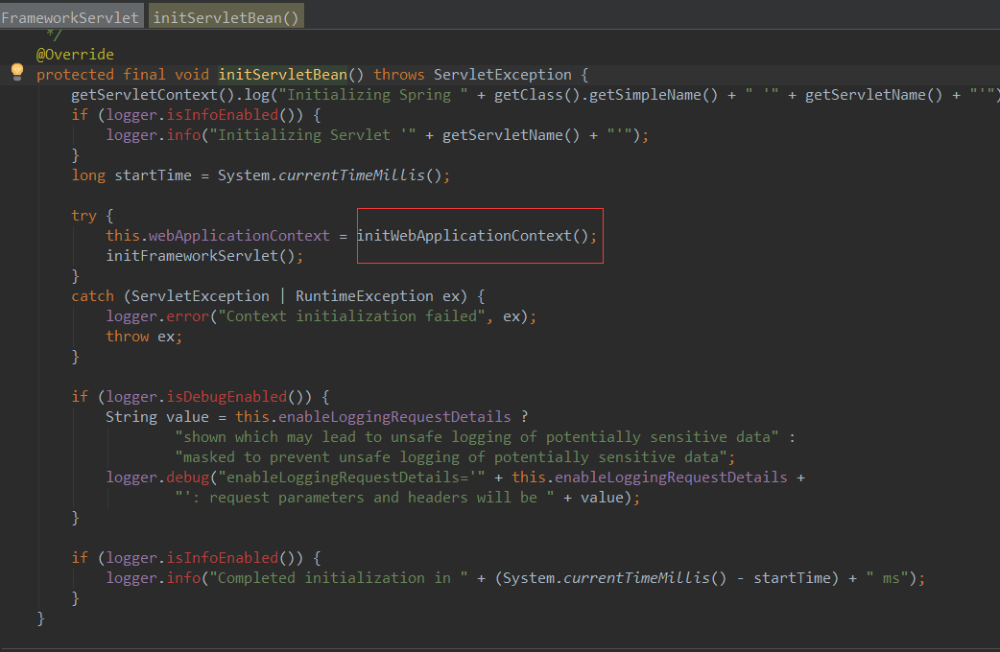 FrameworkServlet initServletBean()
*/
@Override
protected final void initServletBean() throws ServletException {
getServletContext().log("Initializing Spring " + getClass().getSimpleName() + " '" + getServletName() + "'")
if (logger.isInfoEnabled()) {
logger.info("Initializing Servlet '" + getServletName() + "'");
}
long startTime = System.currentTimeMillis();
try {
this.webApplicationContext = initWebApplicationContext();
initFrameworkServlet();
}
catch (ServletException | RuntimeException ex) {
logger.error("Context initialization failed", ex);
throw ex;
}
if (logger.isDebugEnabled()) {
String value = this.enableLoggingRequestDetails ?
"shown which may lead to unsafe logging of potentially sensitive data" :
"masked to prevent unsafe logging of potentially sensitive data";
logger.debug("enableLoggingRequestDetails='" + this.enableLoggingRequestDetails +
"': request parameters and headers will be " + value);
}
if (logger.isInfoEnabled()) {
logger.info("Completed initialization in " + (System.currentTimeMillis() - startTime) + " ms");
}
}